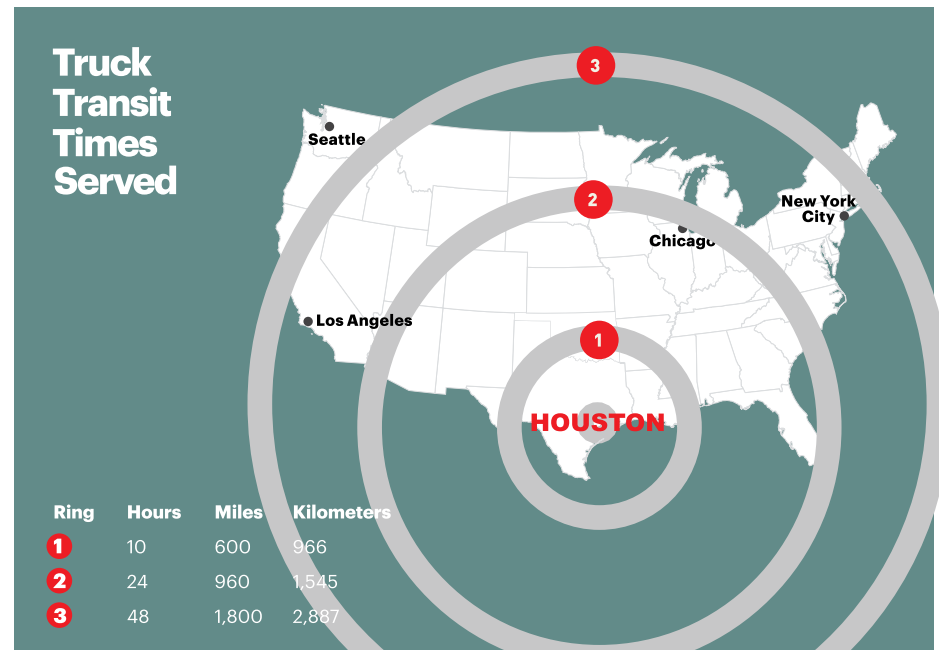 Truck
Transit
Times
Served
3
Seattle
2
New York
City
Chicago
Los Angeles
1
HOUSTON
Ring Hours Miles Kilometers
1 10 600 966
2 24 960 1,545
3 48 1,800 2,887